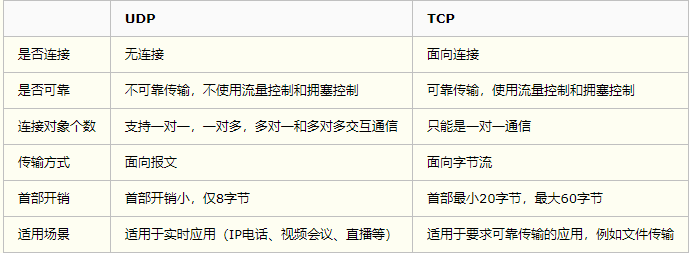 UDP TCP
是否连接 无连接 面向连接
是否可靠 不可靠传输，不使用流量控制和拥塞控制 可靠传输，使用流量控制和拥塞控制
连接对象个数 支持一对一，一对多，多对一和多对多交互通信 只能是一对一通信
传输方式 面向报文 面向字节流
首部开销 首部开销小，仅8字节 首部最小20字节，最大60字节
适用场景 适用于实时应用（IP电话、视频会议、直播等） 适用于要求可靠传输的应用，例如文件传输